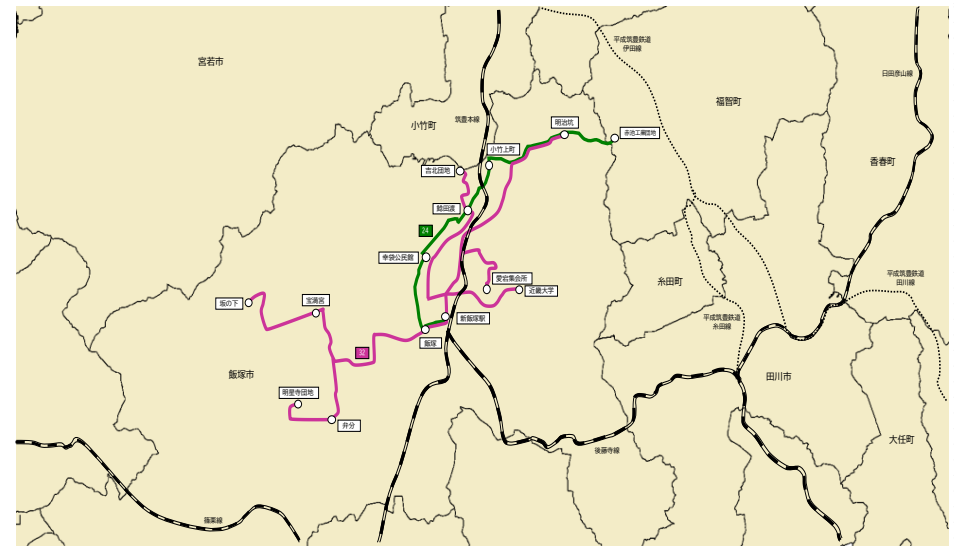 平成筑豊鉄道
伊田線
宮若市
日田彦山線
福智町
小竹町
筑豊本線
明治坑
赤池工業団地
小竹上町
香春町
吉北団地
鯰田渡
24
幸袋公民館
愛宕集会所
近畿大学
糸田町
平成筑豊鉄道
田川線
坂の下
宝満宮
新飯塚駅
平成筑豊鉄道
糸田線
飯塚
32
飯塚市
田川市
明星寺団地
弁分
大任町
後藤寺線
篠栗線